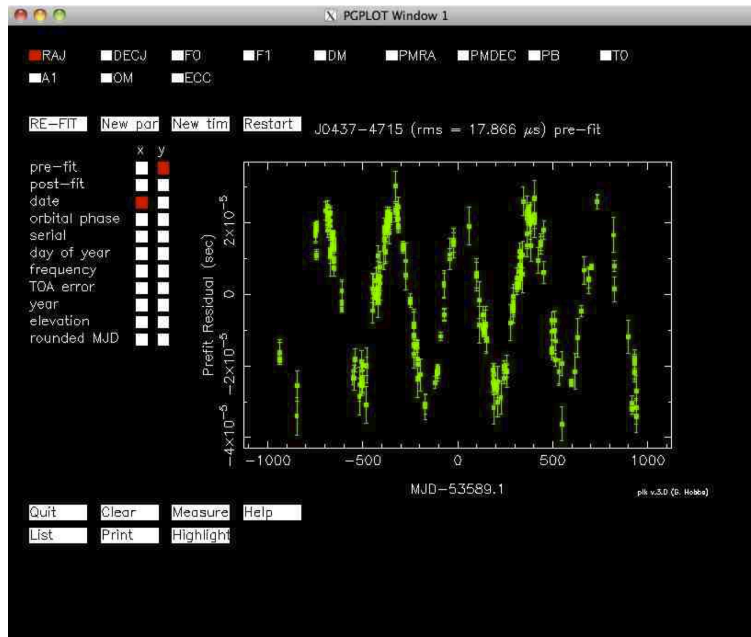 PGPLOT Window 1
RAJ DECJ F0 F1 DM PMRA PMDEC PB T0
A1 OM ECC
RE-FIT New par New tim Restart J0437-4715 (rms = 17.866 μs) pre-fit
x y
pre-fit
post-fit
date
orbital phase
serial
day of year
frequency
TOA error
year
elevation
rounded MJD
Prefit Residual (sec)
2×10⁻⁵
0
−2×10⁻⁵
−4×10⁻⁵
−1000 −500 0 500 1000
MJD−53589.1
plk v.3.0 (G. Hobbs)
Quit Clear Measure Help
List Print Highlight